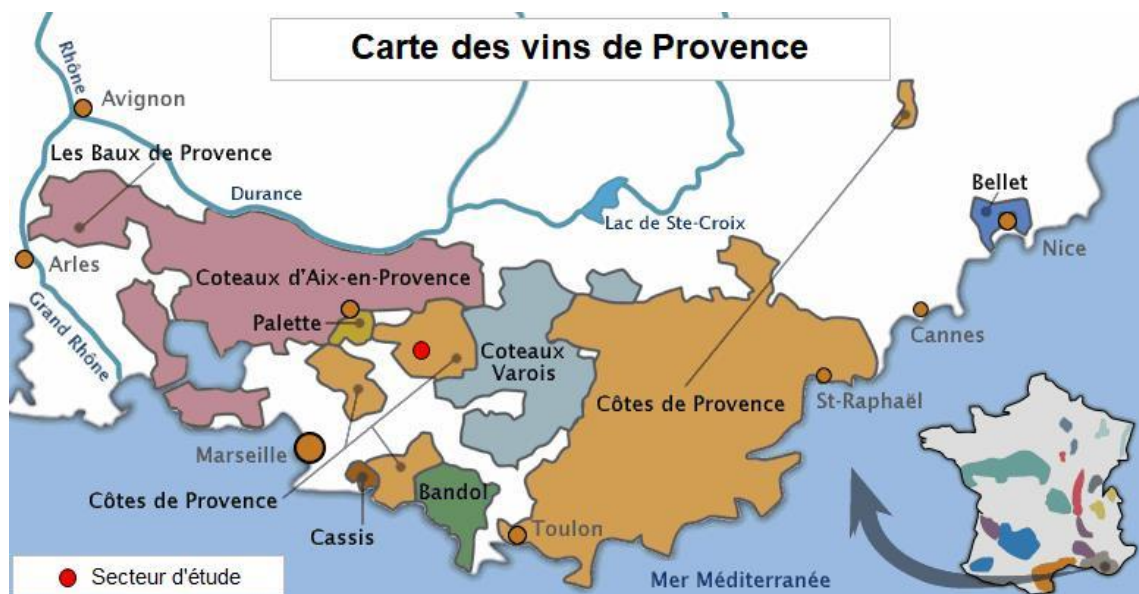 Carte des vins de Provence
Rhône
Avignon
Les Baux de Provence
Durance
Bellet
Lac de Ste-Croix
Nice
Arles
Coteaux d'Aix-en-Provence
Grand Rhône
Palette
Cannes
Coteaux
Varois
Côtes de Provence
St-Raphaël
Marseille
Côtes de Provence
Bandol
Cassis
Toulon
Secteur d'étude
Mer Méditerranée